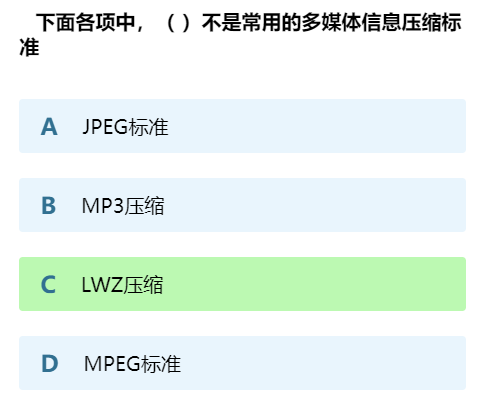 下面各项中，（ ）不是常用的多媒体信息压缩标
准
A JPEG标准
B MP3压缩
C LWZ压缩
D MPEG标准